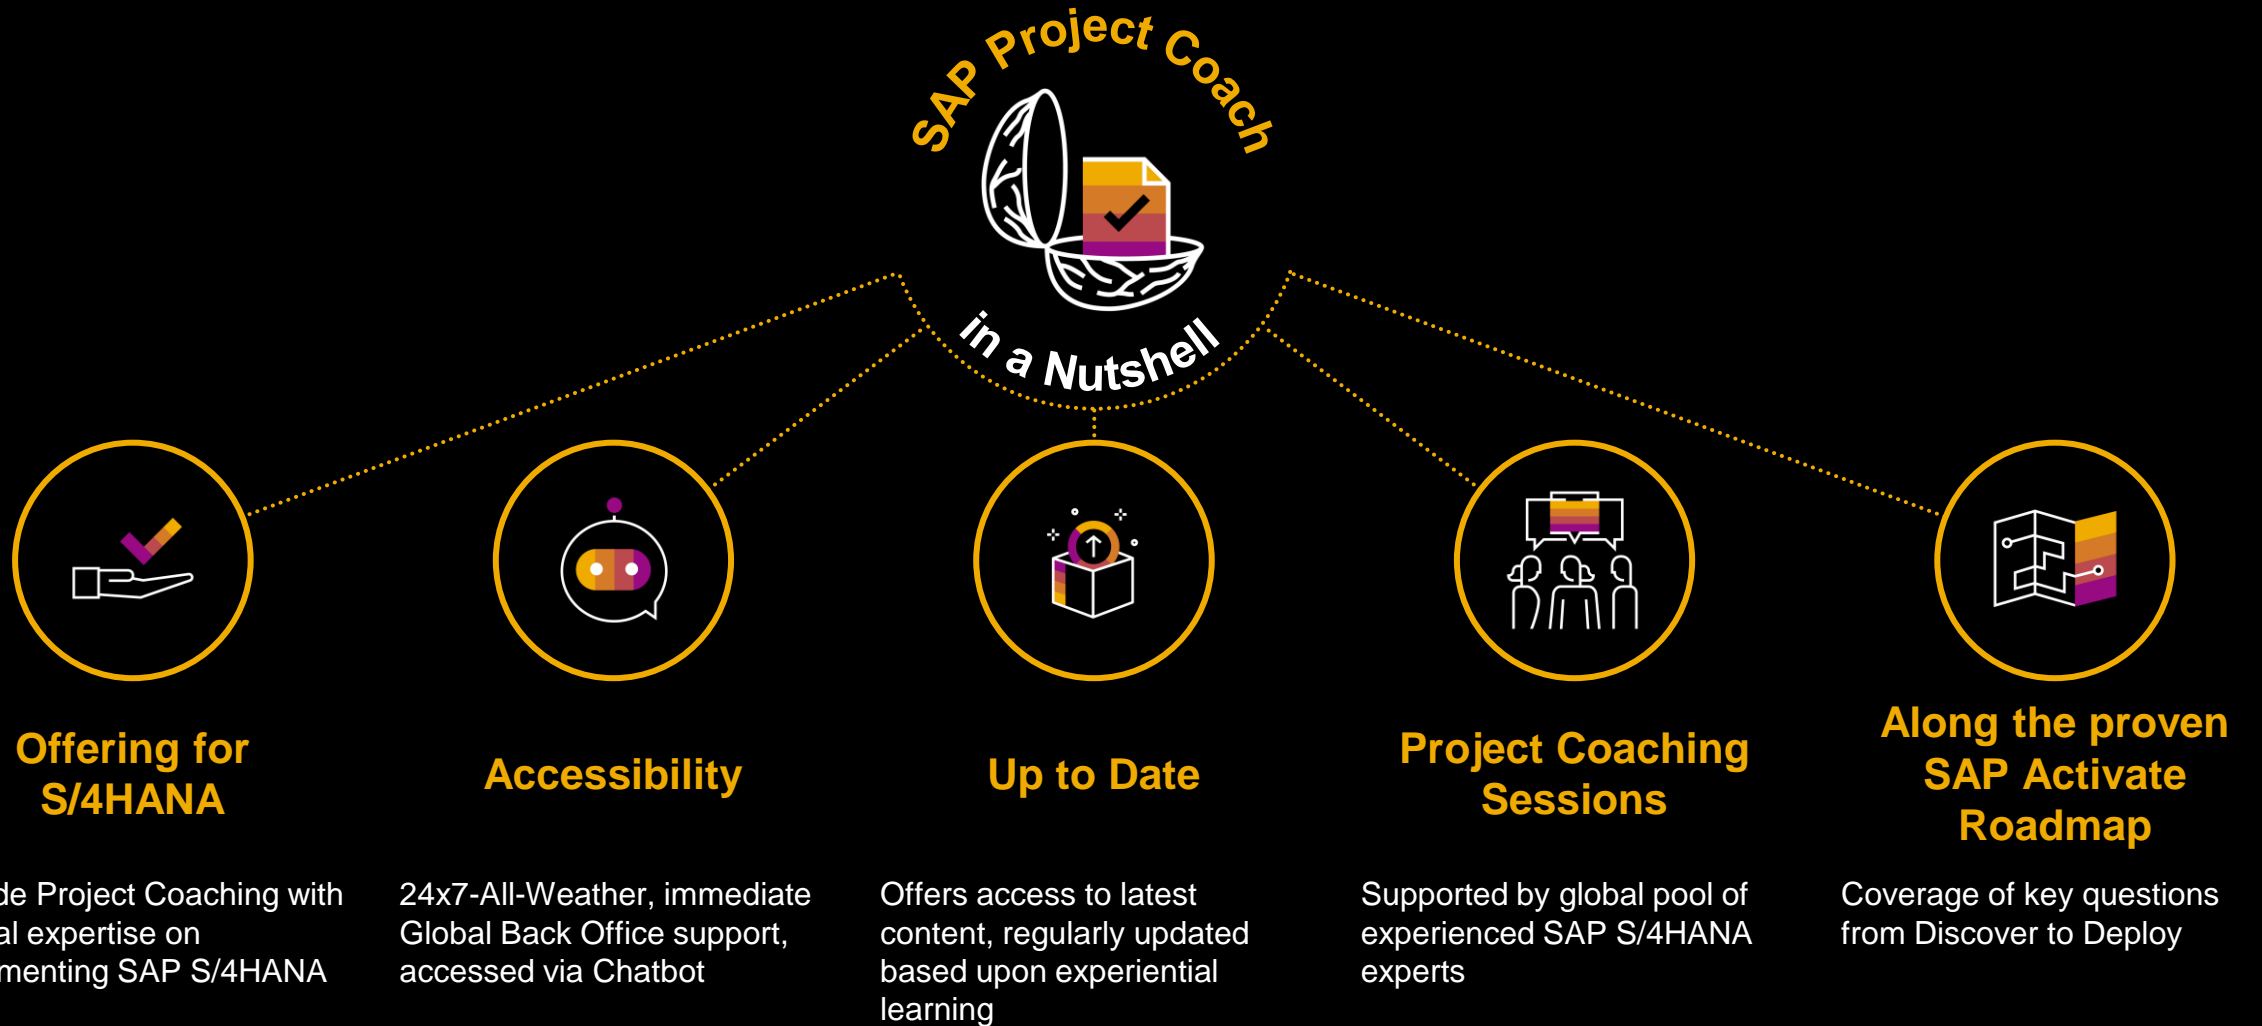 SAP Project Coach
in a Nutshell
Offering for
S/4HANA
Project Coaching with
expertise on
SAP S/4HANA
Accessibility
24x7-All-Weather, immediate
Global Back Office support,
accessed via Chatbot
Up to Date
Offers access to latest
content, regularly updated
based upon experiential
learning
Project Coaching
Sessions
Supported by global pool of
experienced SAP S/4HANA
experts
Along the proven
SAP Activate
Roadmap
Coverage of key questions
from Discover to Deploy